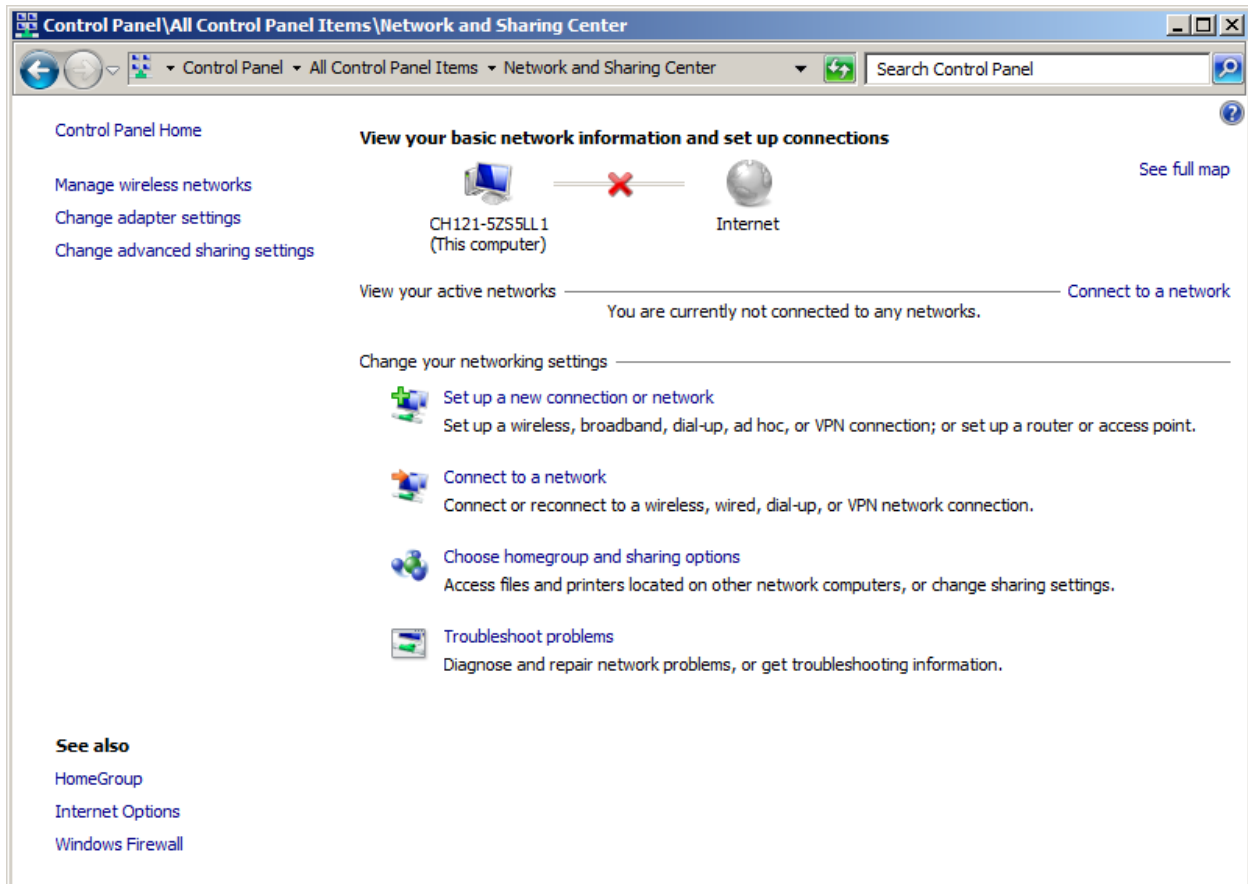 Control Panel\All Control Panel Items\Network and Sharing Center
Control Panel All Control Panel Items Network and Sharing Center Search Control Panel
Control Panel Home
Manage wireless networks
Change adapter settings
Change advanced sharing settings
View your basic network information and set up connections
See full map
CH121-5ZS5LL1
(This computer)
Internet
View your active networks
Connect to a network
You are currently not connected to any networks.
Change your networking settings
Set up a new connection or network
Set up a wireless, broadband, dial-up, ad hoc, or VPN connection; or set up a router or access point.
Connect to a network
Connect or reconnect to a wireless, wired, dial-up, or VPN network connection.
Choose homegroup and sharing options
Access files and printers located on other network computers, or change sharing settings.
Troubleshoot problems
Diagnose and repair network problems, or get troubleshooting information.
See also
HomeGroup
Internet Options
Windows Firewall